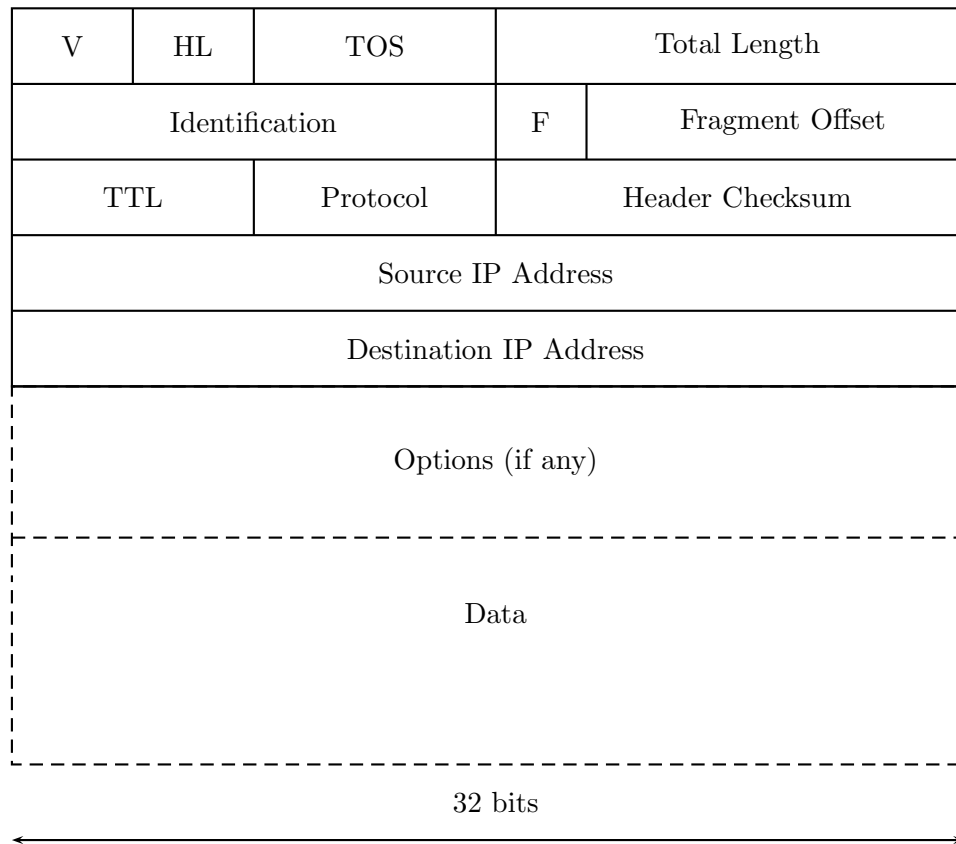 V HL TOS Total Length
Identification F Fragment Offset
TTL Protocol Header Checksum
Source IP Address
Destination IP Address
Options (if any)
Data
32 bits